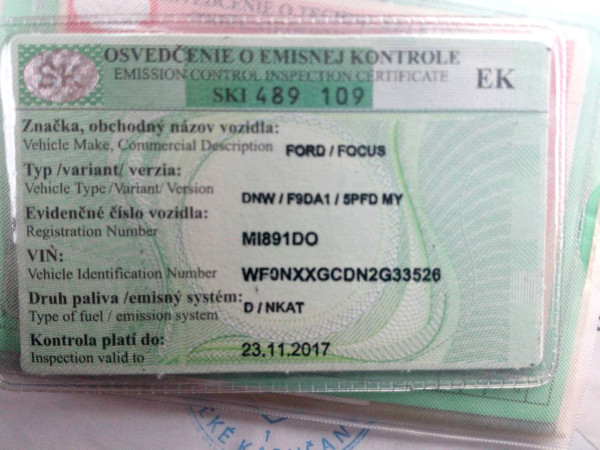 OSVEDČENIE O TECHN
OSVEDČENIE O EMISNEJ KONTROLE
EMISSION CONTROL INSPECTION CERTIFICATE
SK
SKI 489 109
EK
Značka, obchodný názov vozidla:
Vehicle Make, Commercial Description FORD / FOCUS
Typ /variant/ verzia:
Vehicle Type /Variant/ Version DNW / F9DA1 / 5PFD MY
Evidenčné číslo vozidla:
Registration Number MI891DO
VIN:
Vehicle Identification Number WF0NXXGCDN2G33526
Druh paliva /emisný systém:
Type of fuel / emission system D / NKAT
Kontrola platí do:
Inspection valid to 23.11.2017